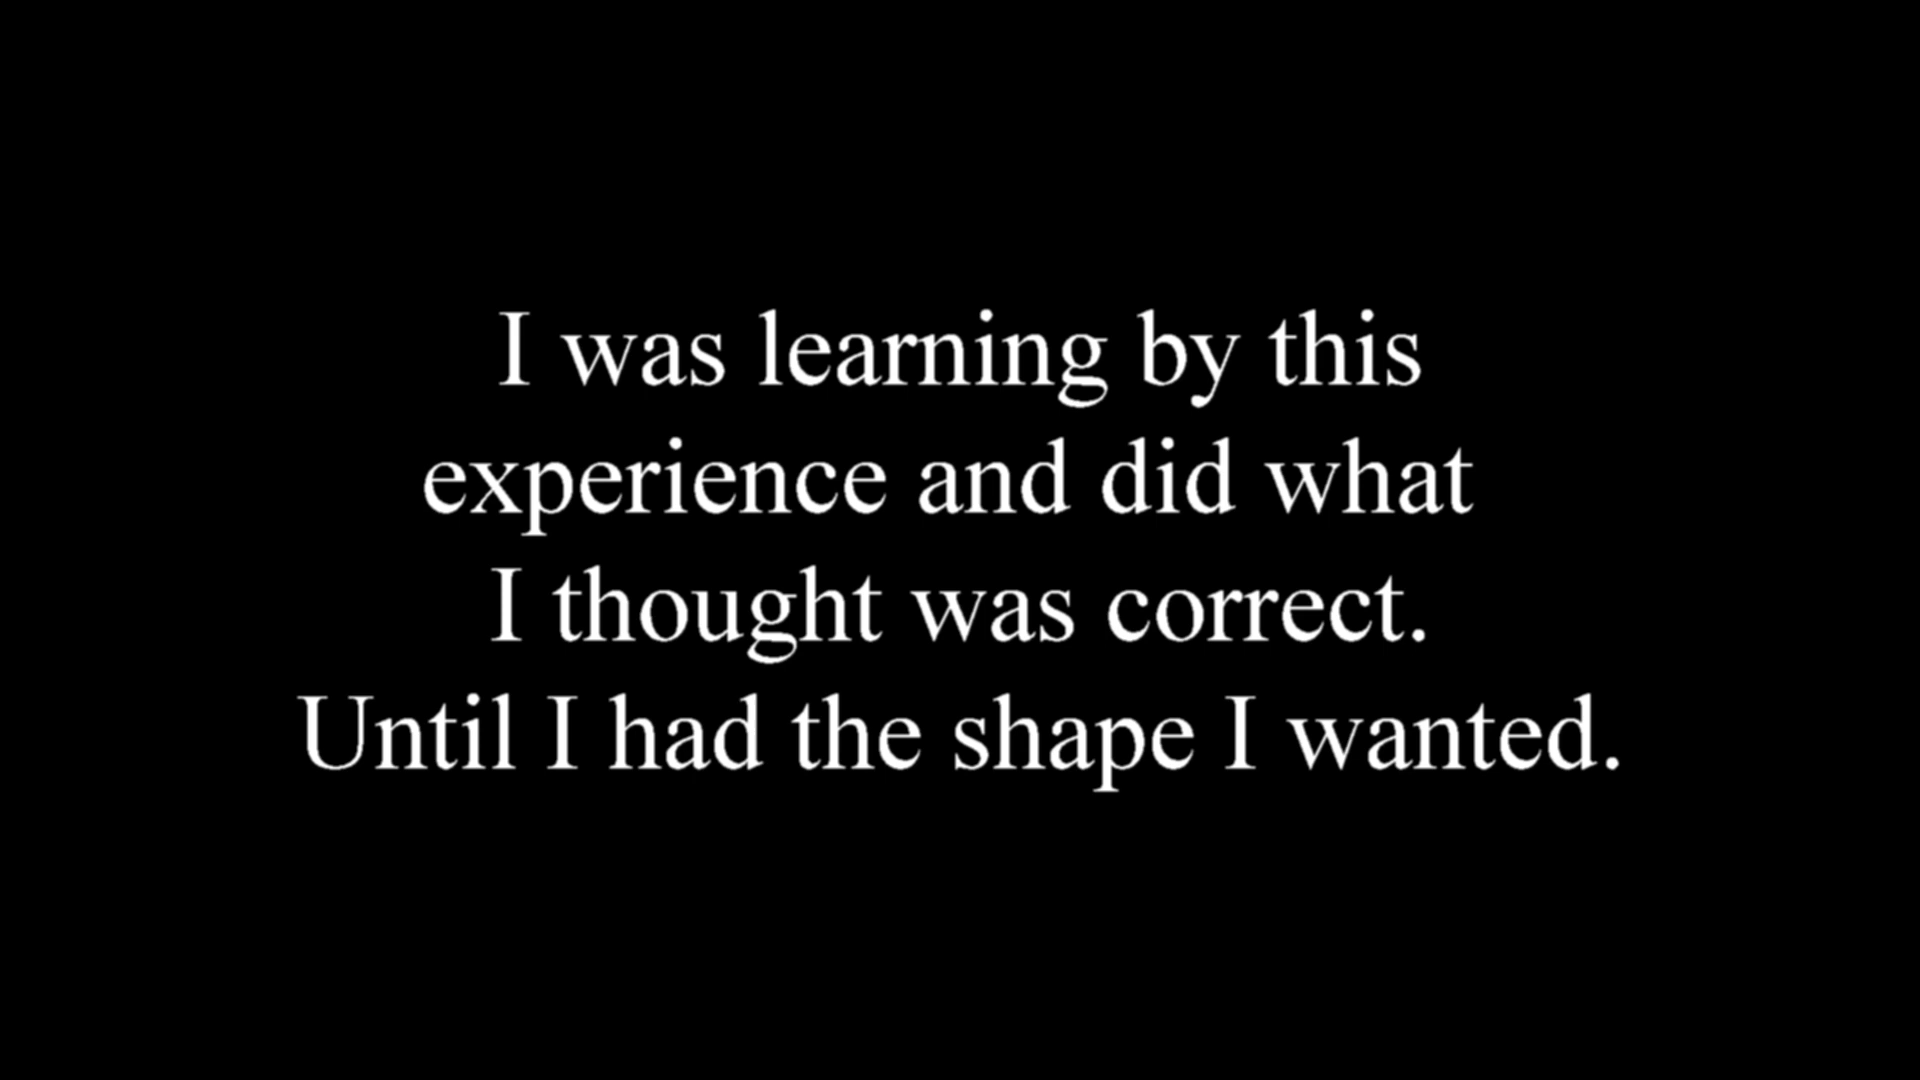 I was learning by this
experience and did what
I thought was correct.
Until I had the shape I wanted.